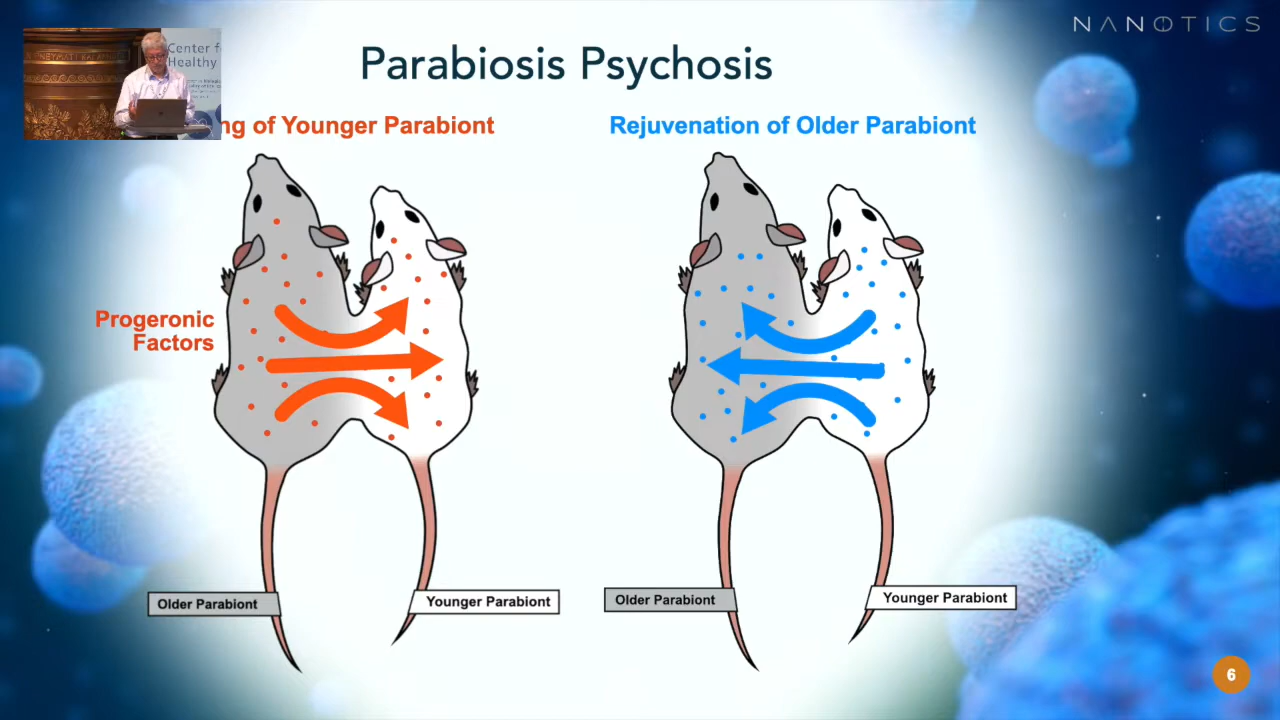 NANOTICS
Parabiosis Psychosis
Center f
Healthy
ng of Younger Parabiont
Rejuvenation of Older Parabiont
Progeronic
Factors
Older Parabiont
Younger Parabiont
Older Parabiont
Younger Parabiont
6